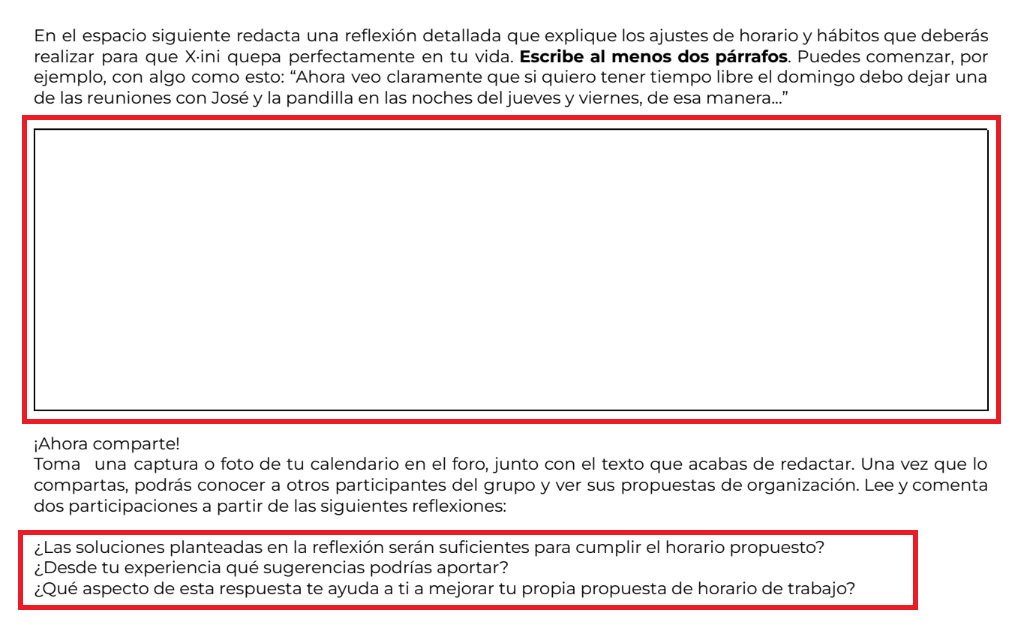 En el espacio siguiente redacta una reflexión detallada que explique los ajustes de horario y hábitos que deberás
realizar para que X·ini quepa perfectamente en tu vida. Escribe al menos dos párrafos. Puedes comenzar, por
ejemplo, con algo como esto: “Ahora veo claramente que si quiero tener tiempo libre el domingo debo dejar una
de las reuniones con José y la pandilla en las noches del jueves y viernes, de esa manera...”
¡Ahora comparte!
Toma una captura o foto de tu calendario en el foro, junto con el texto que acabas de redactar. Una vez que lo
compartas, podrás conocer a otros participantes del grupo y ver sus propuestas de organización. Lee y comenta
dos participaciones a partir de las siguientes reflexiones:
¿Las soluciones planteadas en la reflexión serán suficientes para cumplir el horario propuesto?
¿Desde tu experiencia qué sugerencias podrías aportar?
¿Qué aspecto de esta respuesta te ayuda a ti a mejorar tu propia propuesta de horario de trabajo?